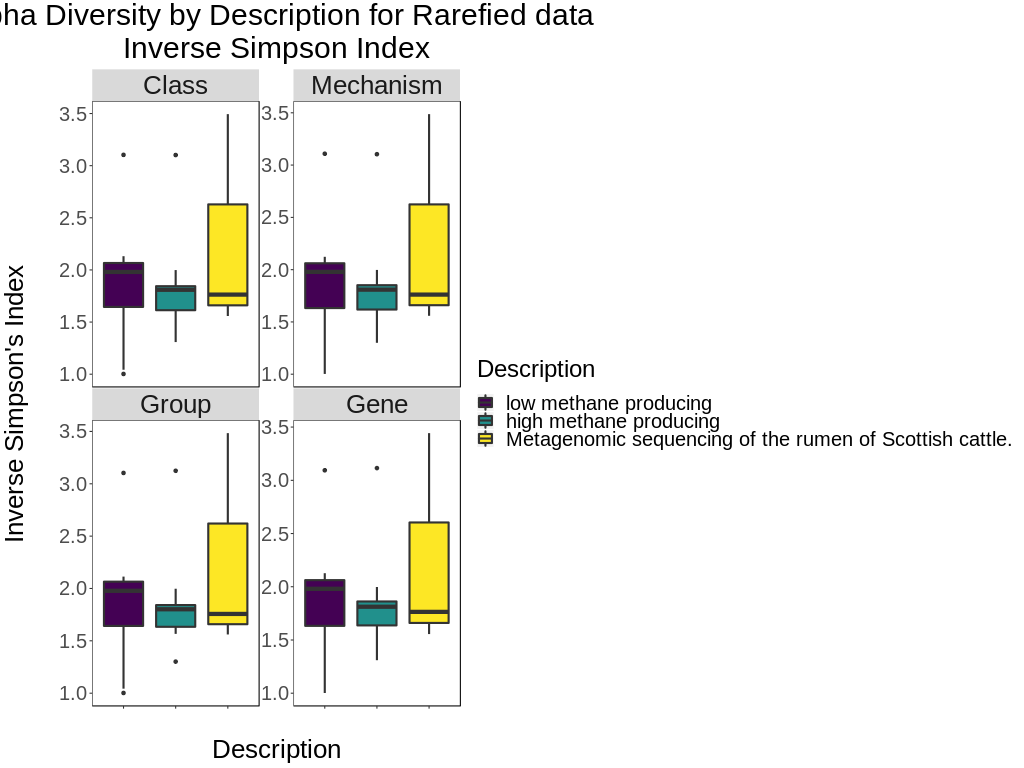 ha Diversity by Description for Rarefied data
Inverse Simpson Index
Class
Mechanism
3.5
3.0
2.5
2.0
1.5
1.0
3.5
3.0
2.5
2.0
1.5
1.0
Group
Gene
3.5
3.0
2.5
2.0
1.5
1.0
3.5
3.0
2.5
2.0
1.5
1.0
Inverse Simpson's Index
Description
Description
low methane producing
high methane producing
Metagenomic sequencing of the rumen of Scottish cattle.